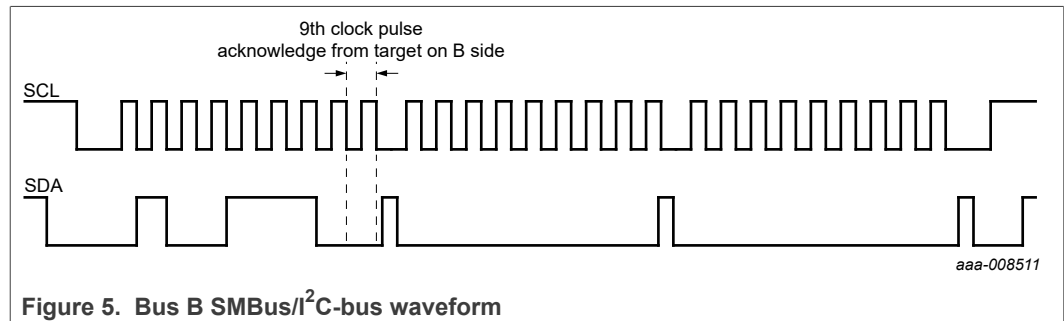 9th clock pulse
acknowledge from target on B side
SCL
SDA
aaa-008511
Figure 5. Bus B SMBus/I²C-bus waveform